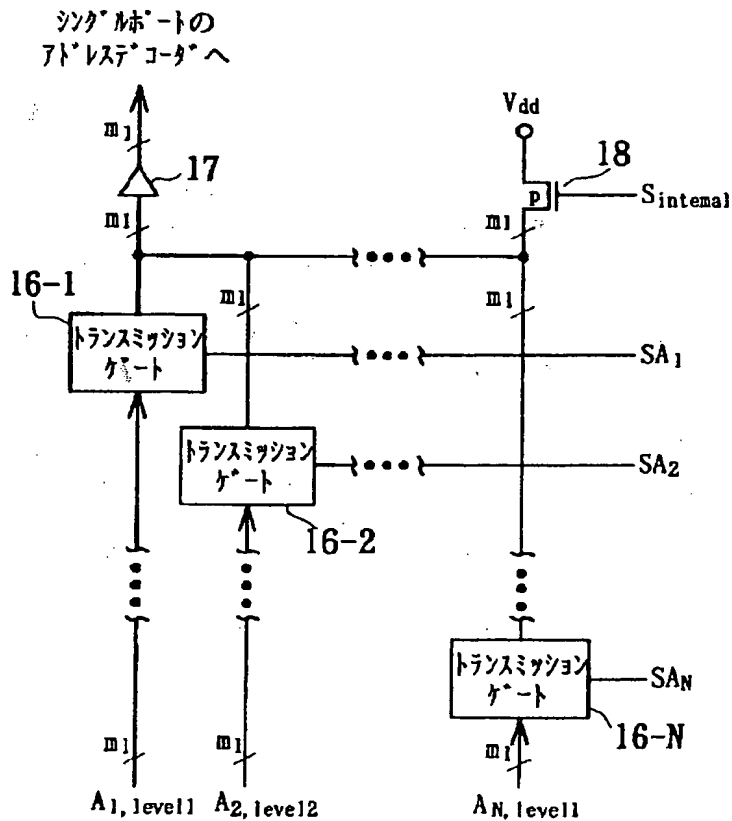 シングルポートの
アドレスデコーダへ
m1
17
m1
Vdd
18
P
Sintemal
m1
16-1
m1
m1
トランスミッション
ゲート
SA1
トランスミッション
ゲート
SA2
16-2
トランスミッション
ゲート
SAN
16-N
m1
m1
m1
A1, level1
A2, level2
AN, level1